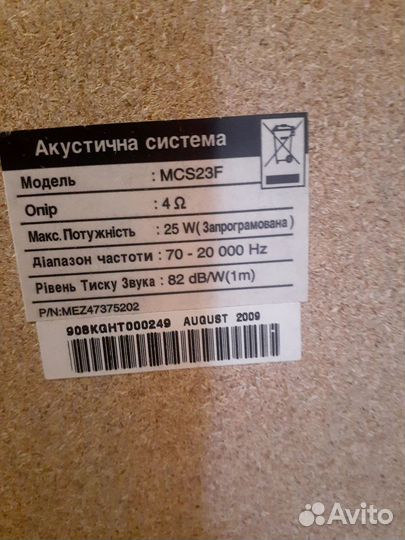 Акустична система
Модель : MCS23F
Опір : 4 Ω
Макс. Потужність : 25 W( Запрограмована)
Діапазон частоти : 70 - 20 000 Hz
Рівень Тиску Звука : 82 dB/W(1m)
P/N:MEZ47375202
908KGHT000249 AUGUST 2009
Avito